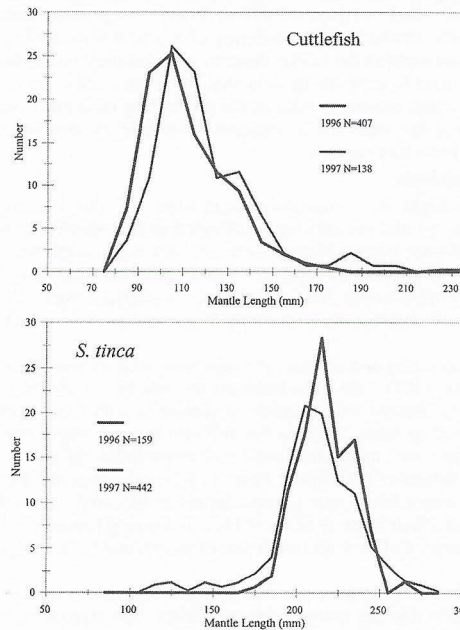 30
Cuttlefish
25
20
1996 N=407
15
Number
10
1997 N=138
5
0
50 70 90 110 130 150 170 190 210 230
Mantle Length (mm)
30
S. tinca
25
20
1996 N=159
15
Number
1997 N=442
10
5
0
50 100 150 200 250 300
Mantle Length (mm)